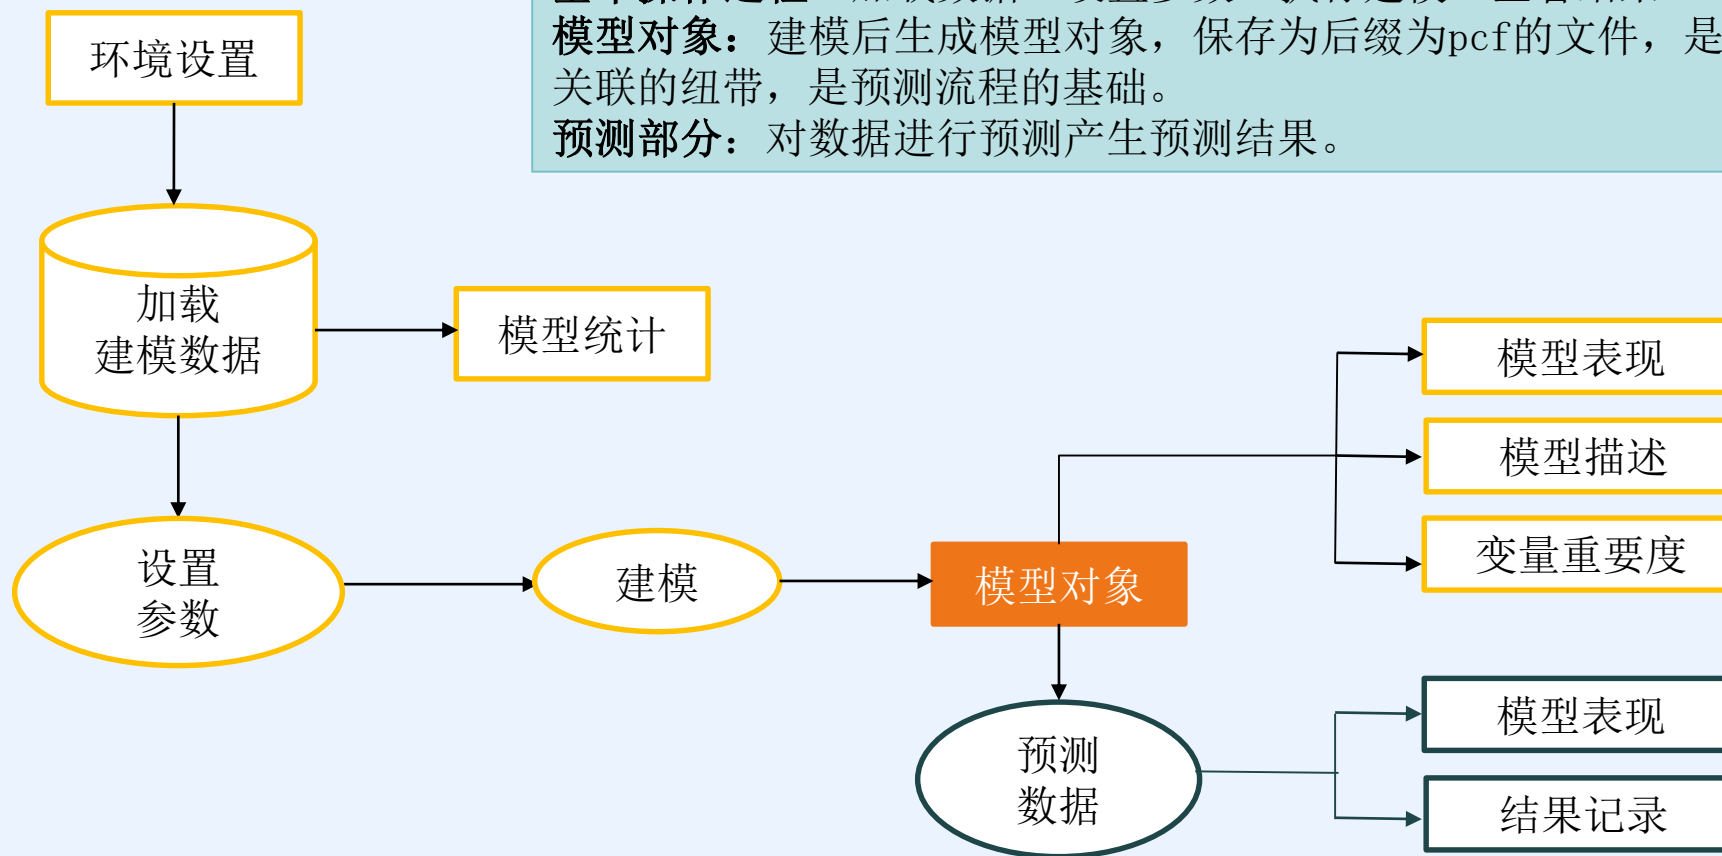 模型对象：建模后生成模型对象，保存为后缀为pcf的文件，是
关联的纽带，是预测流程的基础。
预测部分：对数据进行预测产生预测结果。
环境设置
加载
建模数据
模型统计
设置
参数
建模
模型对象
模型表现
模型描述
变量重要度
预测
数据
模型表现
结果记录